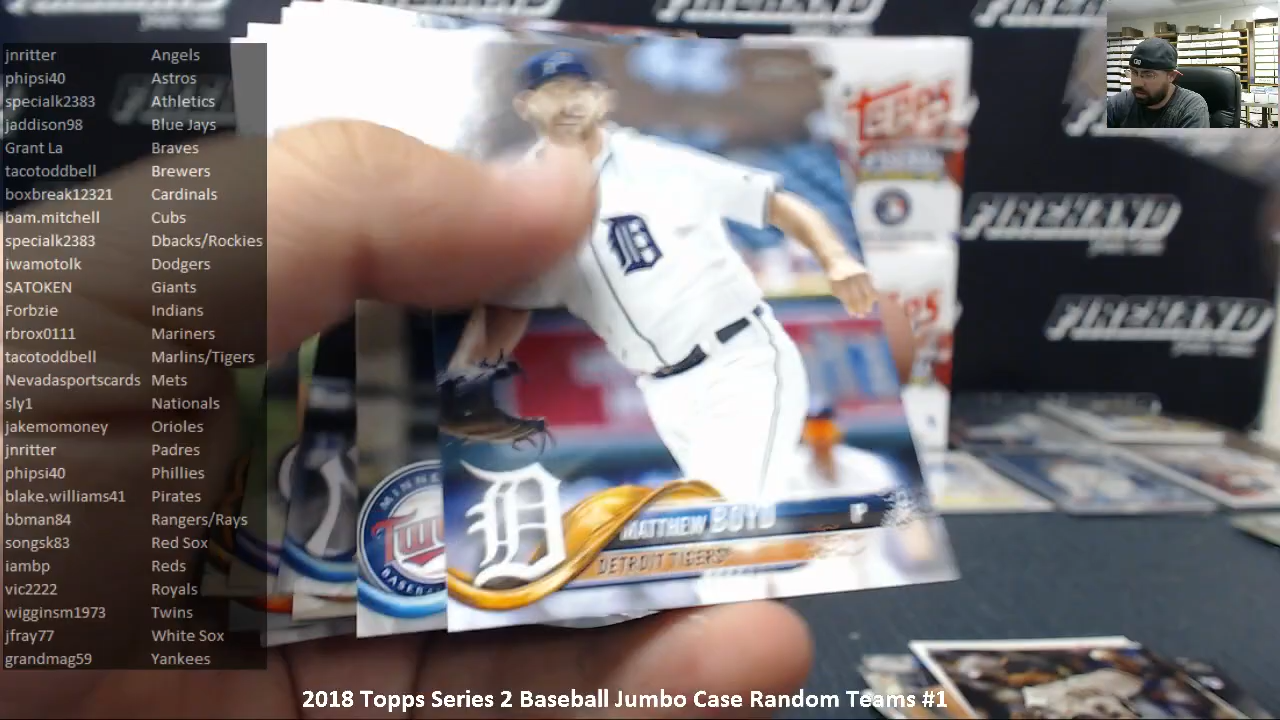 jnritter Angels
phipsi40 Astros
specialk2383 Athletics
jaddison98 Blue Jays
Grant La Braves
tacotoddbell Brewers
boxbreak12321 Cardinals
bam.mitchell Cubs
specialk2383 Dbacks/Rockies
iwamotolk Dodgers
SATOKEN Giants
Forbzie Indians
rbrox0111 Mariners
tacotoddbell Marlins/Tigers
Nevadasportscards Mets
sly1 Nationals
jakemomoney Orioles
jnritter Padres
phipsi40 Phillies
blake.williams41 Pirates
bbman84 Rangers/Rays
songsk83 Red Sox
iambp Reds
vic2222 Royals
wigginsm1973 Twins
jfray77 White Sox
grandmag59 Yankees
TOPPS
BASEBALL
FIREHAND
FIREHAND
D
D
MATTHEW BOYD
DETROIT TIGERS
2018 Topps Series 2 Baseball Jumbo Case Random Teams #1